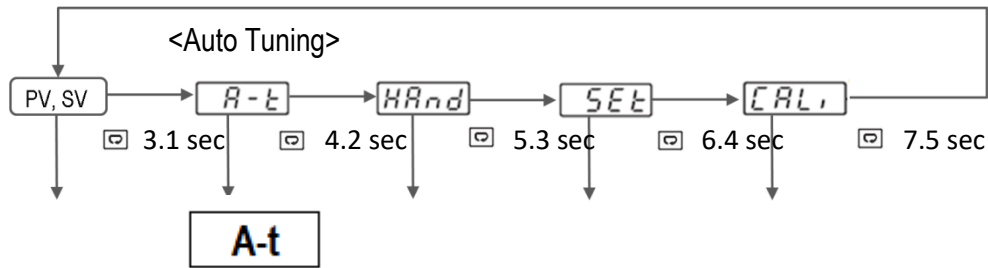 <Auto Tuning>
PV, SV A-t HAnd SEt CALi
3.1 sec 4.2 sec 5.3 sec 6.4 sec 7.5 sec
A-t